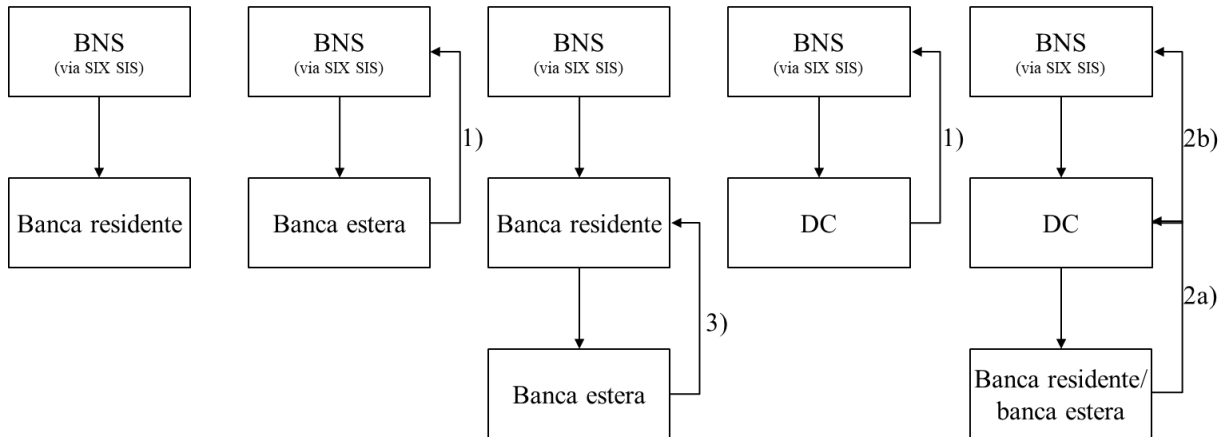 BNS
(via SIX SIS)
BNS
(via SIX SIS)
BNS
(via SIX SIS)
BNS
(via SIX SIS)
BNS
(via SIX SIS)
1)
1)
2b)
Banca residente
Banca estera
Banca residente
DC
DC
3)
2a)
Banca estera
Banca residente/
banca estera